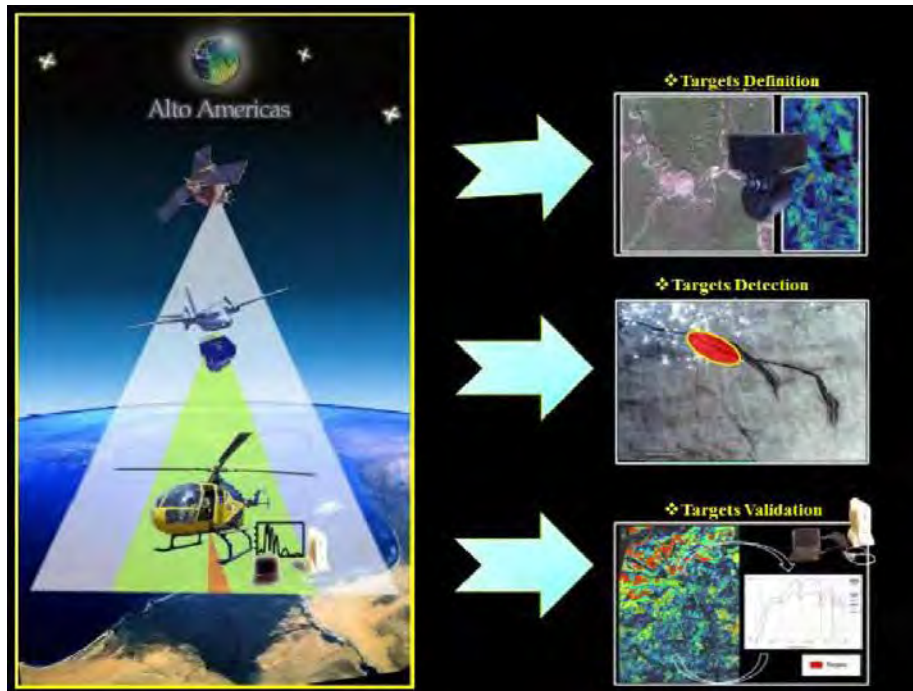 Alto Americas
❖ Targets Definition
❖ Targets Detection
❖ Targets Validation